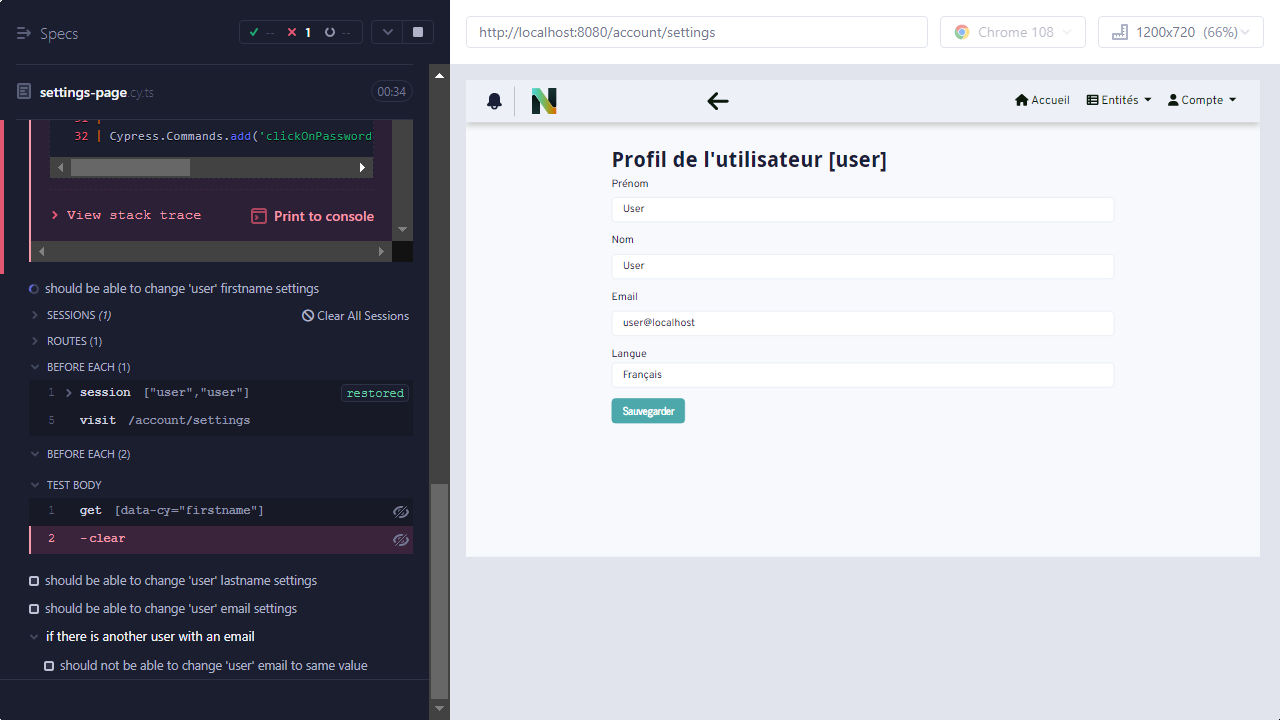 Specs
-- 1 --
settings-page.cy.ts
00:34
32 | Cypress.Commands.add('clickOnPassword
View stack trace
Print to console
should be able to change 'user' firstname settings
SESSIONS (1)
Clear All Sessions
ROUTES (1)
BEFORE EACH (1)
1 session ["user","user"] restored
5 visit /account/settings
BEFORE EACH (2)
TEST BODY
1 get [data-cy="firstname"]
2 -clear
should be able to change 'user' lastname settings
should be able to change 'user' email settings
if there is another user with an email
should not be able to change 'user' email to same value
http://localhost:8080/account/settings
Chrome 108
1200x720 (66%)
N
Accueil
Entités
Compte
Profil de l'utilisateur [user]
Prénom
User
Nom
User
Email
user@localhost
Langue
Français
Sauvegarder